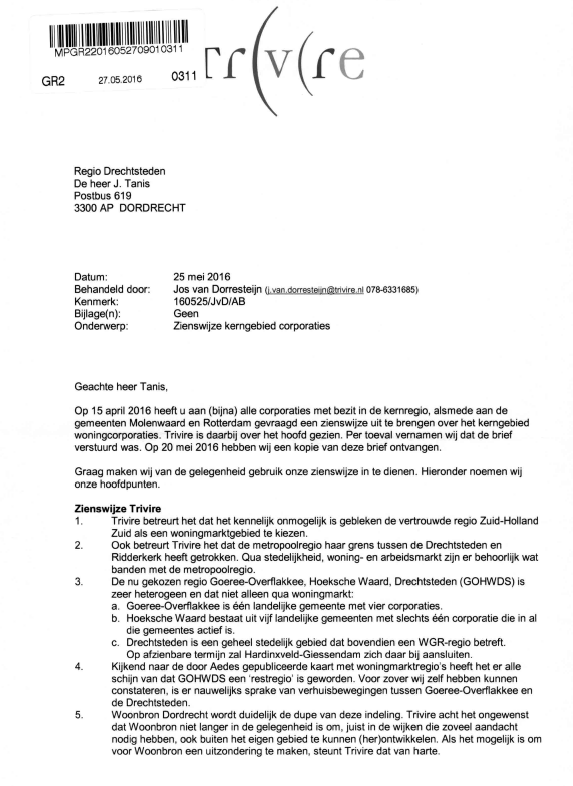 MPGR22016052709010311
GR2 27.05.2016 0311
Trivire
Regio Drechtsteden
De heer J. Tanis
Postbus 619
3300 AP DORDRECHT
Datum: 25 mei 2016
Behandeld door: Jos van Dorresteijn (j.van.dorresteijn@trivire.nl 078-6331685)
Kenmerk: 160525/JvD/AB
Bijlage(n): Geen
Onderwerp: Zienswijze kerngebied corporaties
Geachte heer Tanis,
Op 15 april 2016 heeft u aan (bijna) alle corporaties met bezit in de kernregio, alsmede aan de
gemeenten Molenwaard en Rotterdam gevraagd een zienswijze uit te brengen over het kerngebied
woningcorporaties. Trivire is daarbij over het hoofd gezien. Per toeval vernamen wij dat de brief
verstuurd was. Op 20 mei 2016 hebben wij een kopie van deze brief ontvangen.
Graag maken wij van de gelegenheid gebruik onze zienswijze in te dienen. Hieronder noemen wij
onze hoofdpunten.
Zienswijze Trivire
1. Trivire betreurt het dat het kennelijk onmogelijk is gebleken de vertrouwde regio Zuid-Holland
Zuid als een woningmarktgebied te kiezen.
2. Ook betreurt Trivire het dat de metropoolregio haar grens tussen de Drechtsteden en
Ridderkerk heeft getrokken. Qua stedelijkheid, woning- en arbeidsmarkt zijn er behoorlijk wat
banden met de metropoolregio.
3. De nu gekozen regio Goeree-Overflakkee, Hoeksche Waard, Drechtsteden (GOHWDS) is
zeer heterogeen en dat niet alleen qua woningmarkt:
a. Goeree-Overflakkee is één landelijke gemeente met vier corporaties.
b. Hoeksche Waard bestaat uit vijf landelijke gemeenten met slechts één corporatie die in al
die gemeentes actief is.
c. Drechtsteden is een geheel stedelijk gebied dat bovendien een WGR-regio betreft.
Op afzienbare termijn zal Hardinxveld-Giessendam zich daar bij aansluiten.
4. Kijkend naar de door Aedes gepubliceerde kaart met woningmarktregio's heeft het er alle
schijn van dat GOHWDS een 'restregio' is geworden. Voor zover wij zelf hebben kunnen
constateren, is er nauwelijks sprake van verhuisbewegingen tussen Goeree-Overflakkee en
de Drechtsteden.
5. Woonbron Dordrecht wordt duidelijk de dupe van deze indeling. Trivire acht het ongewenst
dat Woonbron niet langer in de gelegenheid is om, juist in de wijken die zoveel aandacht
nodig hebben, ook buiten het eigen gebied te kunnen (her)ontwikkelen. Als het mogelijk is om
voor Woonbron een uitzondering te maken, steunt Trivire dat van harte.